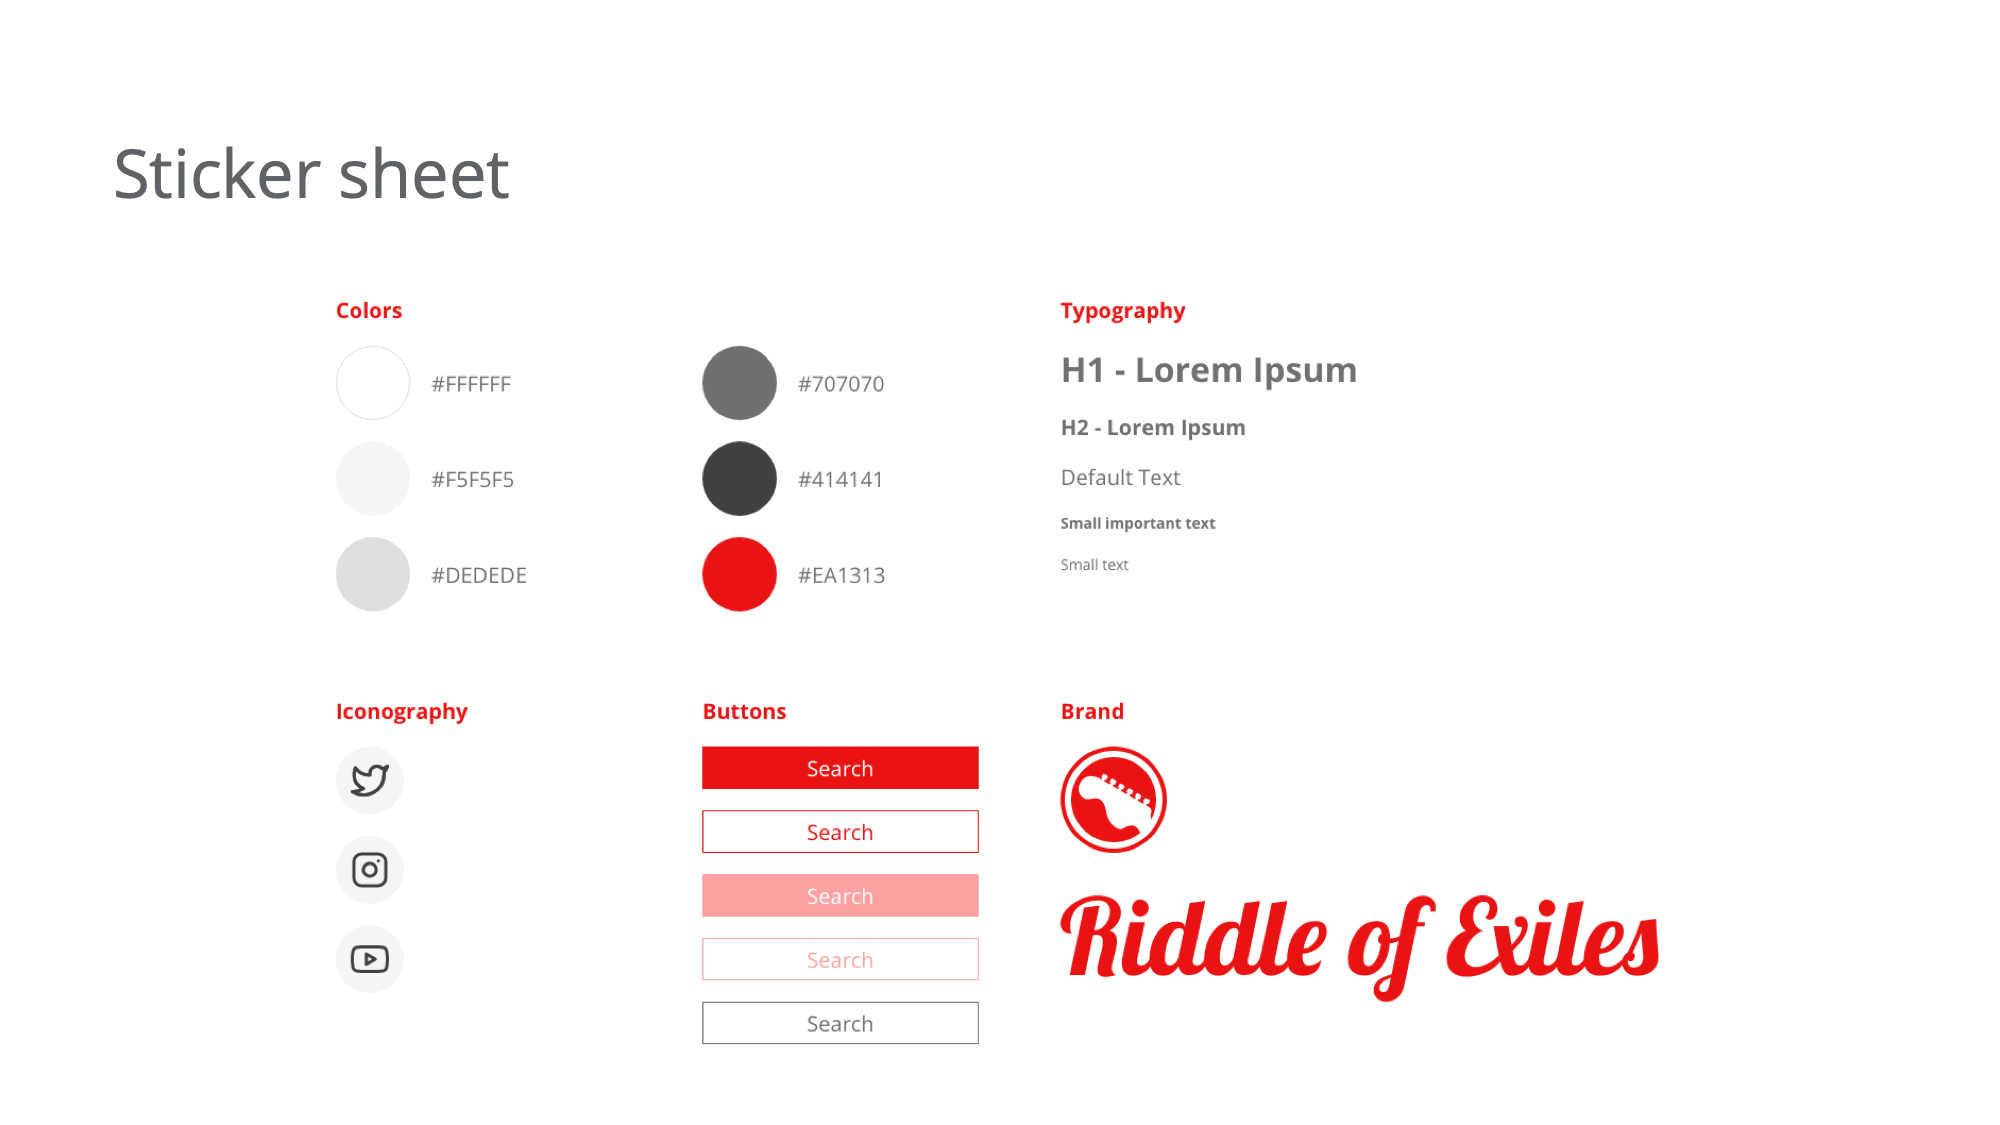 Sticker sheet
Colors
#FFFFFF
#F5F5F5
#DEDEDE
#707070
#414141
#EA1313
Typography
H1 - Lorem Ipsum
H2 - Lorem Ipsum
Default Text
Small important text
Small text
Iconography
Buttons
Search
Search
Search
Search
Search
Brand
Riddle of Exiles